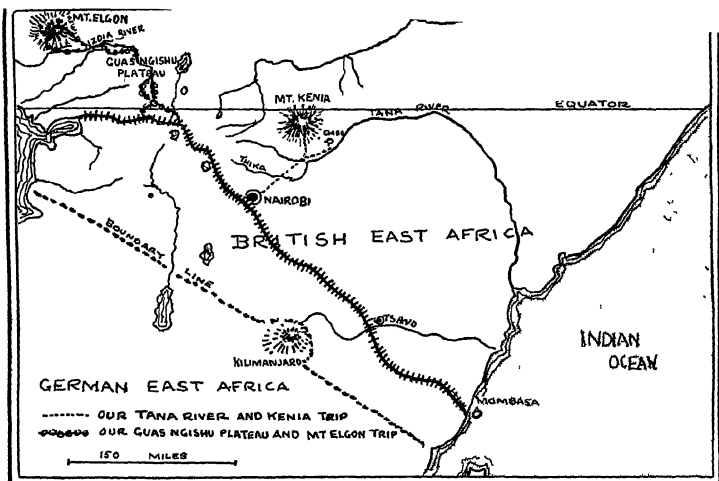 MT. ELGON
NZOIA RIVER
GUAS NGISHU
PLATEAU
MT. KENIA
TANA RIVER
EQUATOR
THIKA
NAIROBI
BRITISH EAST AFRICA
BOUNDARY LINE
TSAVO
KILIMANJARO
INDIAN
OCEAN
MOMBASA
GERMAN EAST AFRICA
OUR TANA RIVER AND KENIA TRIP
OUR GUAS NGISHU PLATEAU AND MT ELGON TRIP
150 MILES